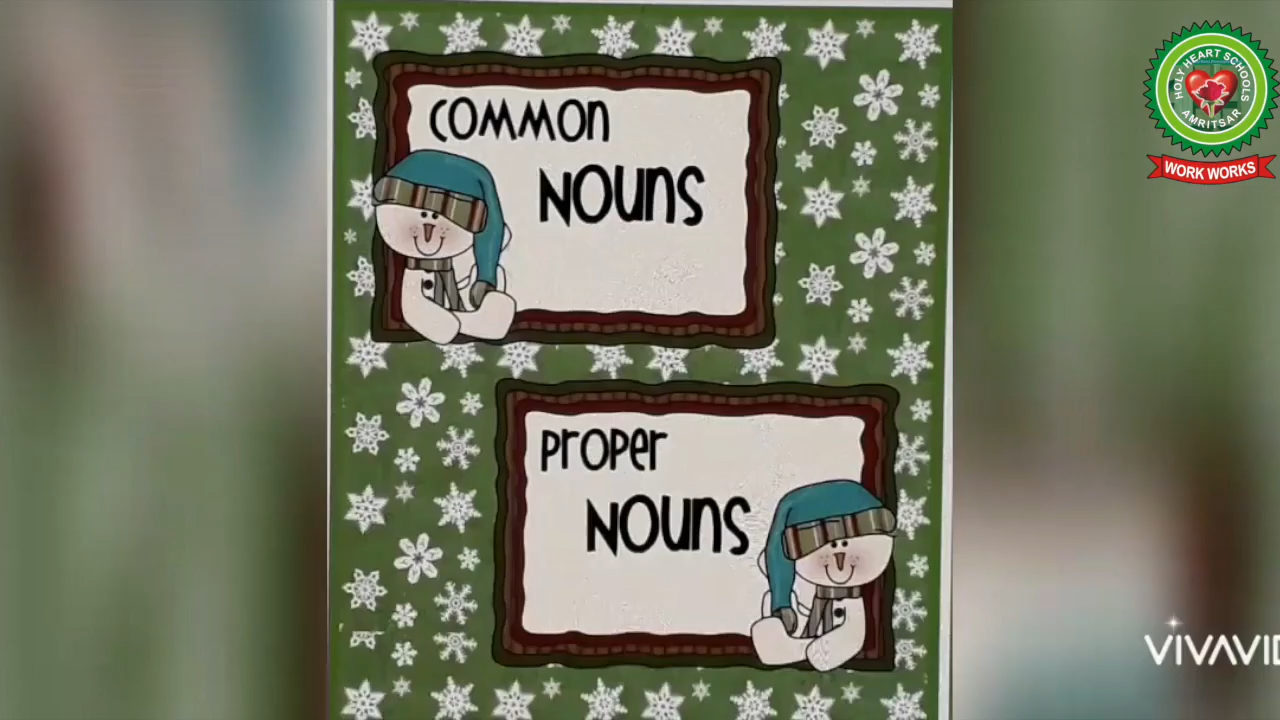 COMMON
NOUNS
PROPER
NOUNS
HOLY HEART SCHOOLS
AMRITSAR
WORK WORKS
VIVAVID